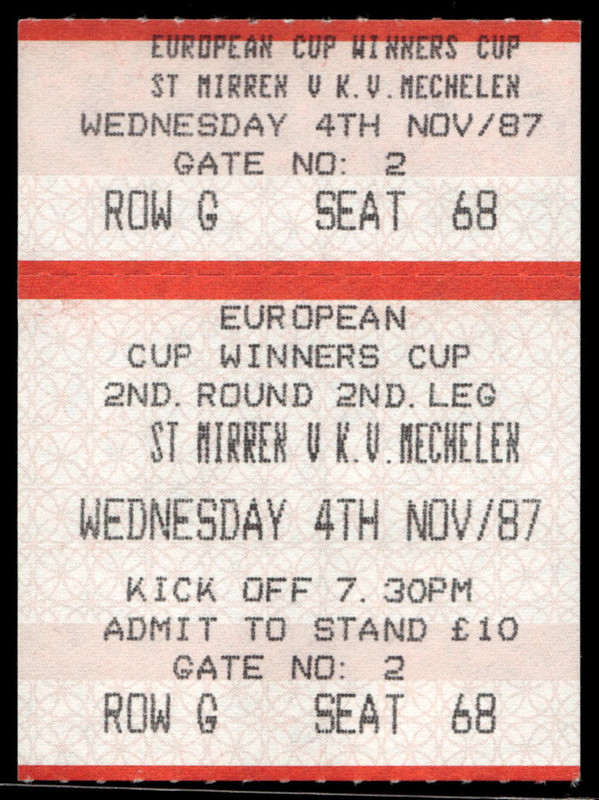 EUROPEAN CUP WINNERS CUP
ST MIRREN V K.V.MECHELEN
WEDNESDAY 4TH NOV/87
GATE NO: 2
ROW G SEAT 68
EUROPEAN
CUP WINNERS CUP
2ND. ROUND 2ND. LEG
ST MIRREN V K.V.MECHELEN
WEDNESDAY 4TH NOV/87
KICK OFF 7.30PM
ADMIT TO STAND £10
GATE NO: 2
ROW G SEAT 68